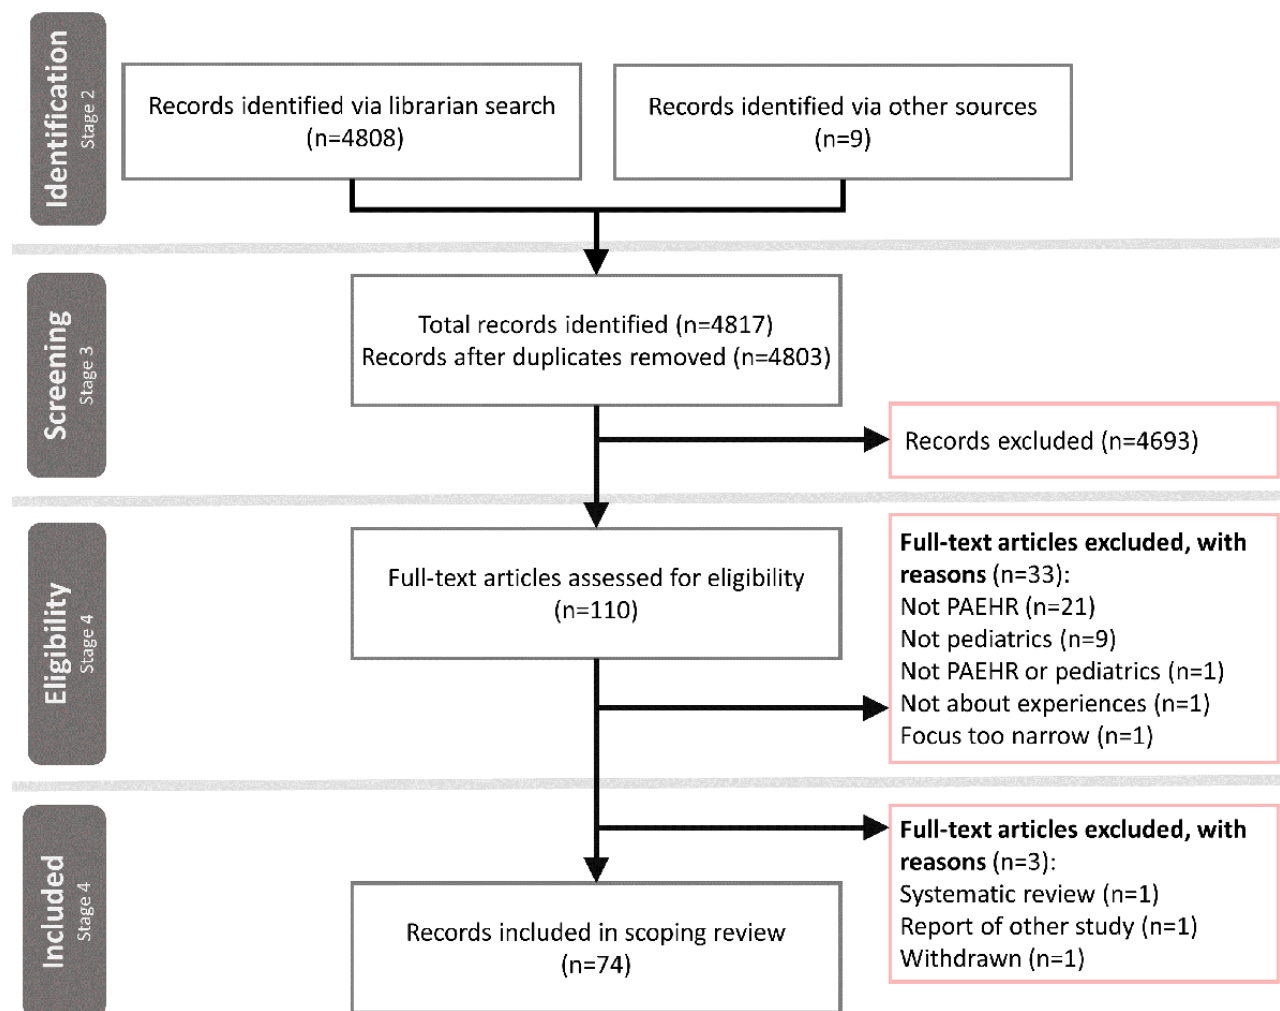 Identification
Stage 2
Records identified via librarian search
(n=4808)
Records identified via other sources
(n=9)
Screening
Stage 3
Total records identified (n=4817)
Records after duplicates removed (n=4803)
Records excluded (n=4693)
Eligibility
Stage 4
Full-text articles assessed for eligibility
(n=110)
Full-text articles excluded, with
reasons (n=33):
Not PAEHR (n=21)
Not pediatrics (n=9)
Not PAEHR or pediatrics (n=1)
Not about experiences (n=1)
Focus too narrow (n=1)
Included
Stage 4
Records included in scoping review
(n=74)
Full-text articles excluded, with
reasons (n=3):
Systematic review (n=1)
Report of other study (n=1)
Withdrawn (n=1)